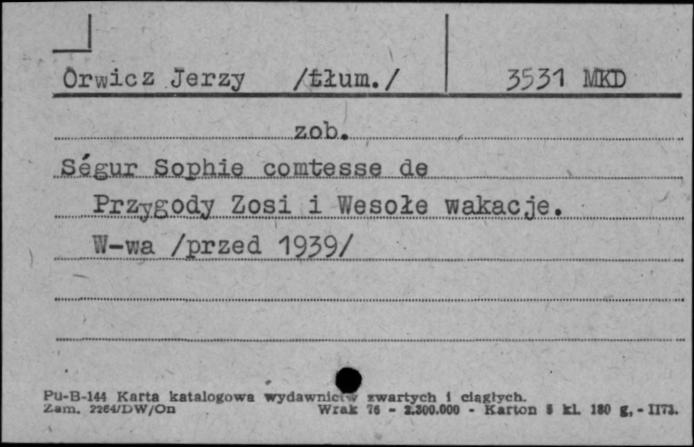 Orwicz Jerzy /tłum./ 3531 MKD
zob.
Ségur Sophie comtesse de
Przygody Zosi i Wesołe wakacje.
W-wa /przed 1939/
Pu-B-144 Karta katalogowa wydawnictw zwartych i ciągłych.
Zam. 2264/DW/On Wrak 76 - 2.300.000 - Karton 5 kl. 180 g. - II73.